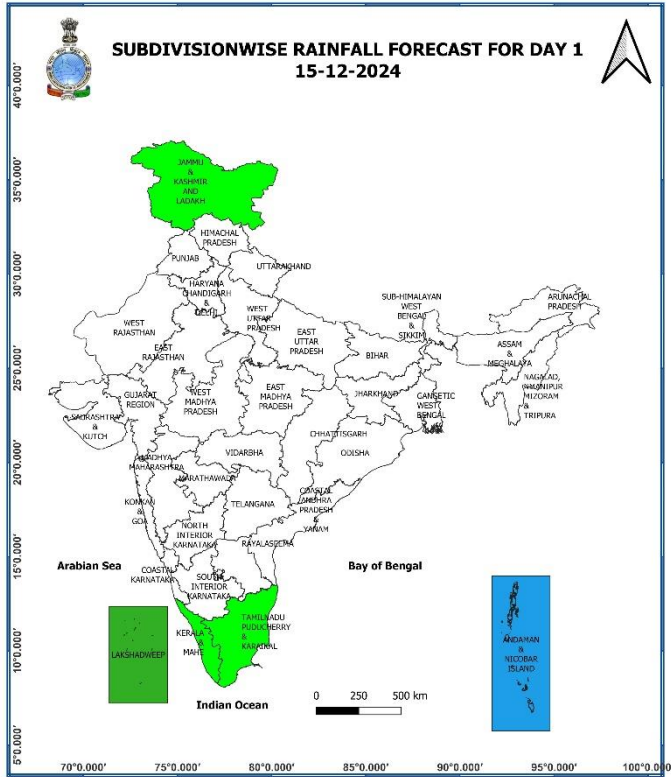 SUBDIVISIONWISE RAINFALL FORECAST FOR DAY 1
15-12-2024
40°0.000'
35°0.000'
30°0.000'
25°0.000'
20°0.000'
15°0.000'
10°0.000'
5°0.000'
JAMMU
&
KASHMIR
AND
LADAKH
HIMACHAL
PRADESH
PUNJAB
UTTARAKHAND
HARYANA
CHANDIGARH
&
DELHI
WEST
UTTAR
PRADESH
EAST
UTTAR
PRADESH
WEST
RAJASTHAN
EAST
RAJASTHAN
BIHAR
SUB-HIMALAYAN
WEST
BENGAL
&
SIKKIM
ARUNACHAL
PRADESH
ASSAM
&
MEGHALAYA
NAGALAD,
MANIPUR
MIZORAM
&
TRIPURA
GUJARAT
REGION
SAURASHTRA
&
KUTCH
WEST
MADHYA
PRADESH
EAST
MADHYA
PRADESH
JHARKHAND
GANGETIC
WEST
BENGAL
CHHATTISGARH
ODISHA
VIDARBHA
MADHYA
MAHARASHTRA
MARATHAWADA
KONKAN
&
GOA
TELANGANA
COASTAL
ANDHRA
PRADESH
&
YANAM
NORTH
INTERIOR
KARNATAKA
RAYALASEEMA
COASTAL
KARNATAKA
SOUTH
INTERIOR
KARNATAKA
TAMILNADU
PUDUCHERRY
&
KARAIKAL
KERALA
&
MAHE
LAKSHADWEEP
ANDAMAN
&
NICOBAR
ISLAND
Arabian Sea
Bay of Bengal
Indian Ocean
0 250 500 km
70°0.000' 75°0.000' 80°0.000' 85°0.000' 90°0.000' 95°0.000' 100°0.000'